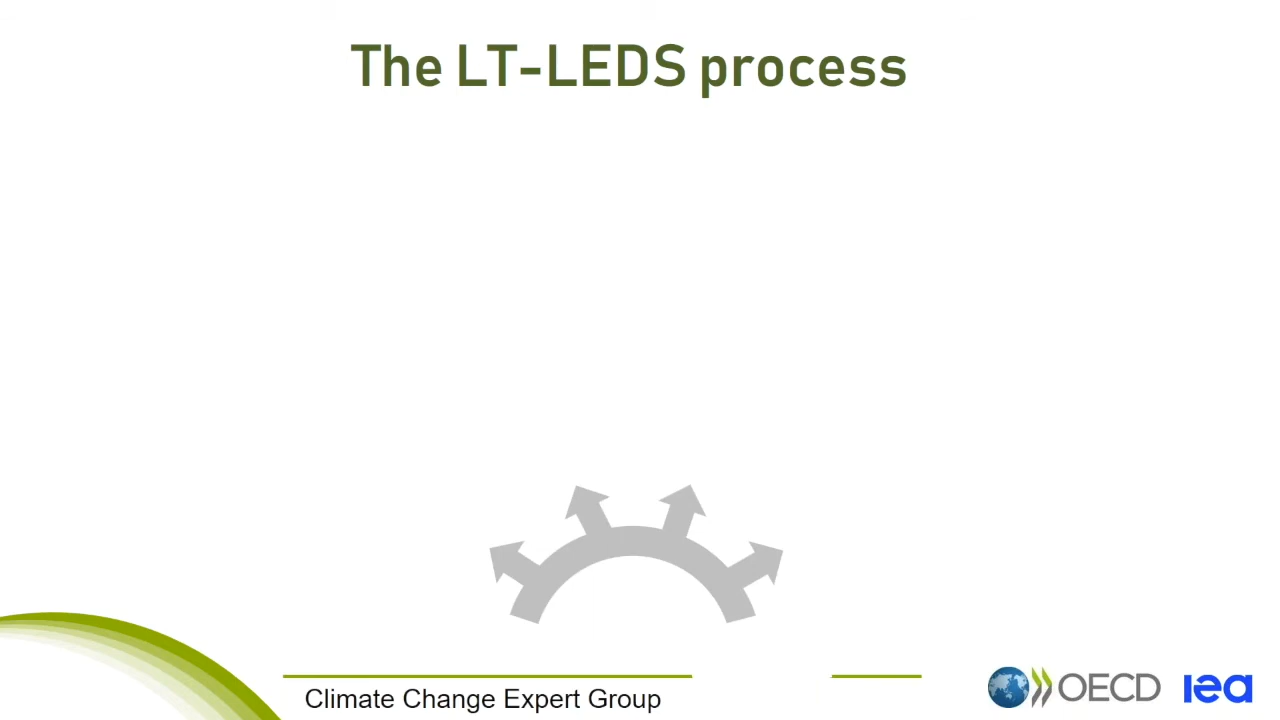 The LT-LEDS process
Climate Change Expert Group
OECD
iea